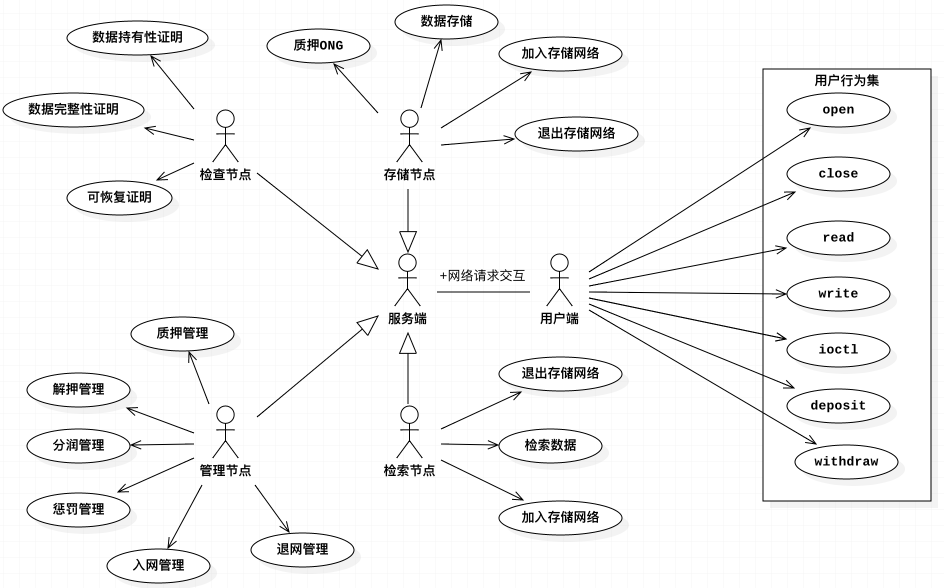 数据存储
数据持有性证明
质押ONG
加入存储网络
用户行为集
open
数据完整性证明
退出存储网络
检查节点
存储节点
close
可恢复证明
read
+网络请求交互
write
服务端
用户端
质押管理
ioctl
退出存储网络
解押管理
deposit
分润管理
检索数据
withdraw
管理节点
检索节点
惩罚管理
加入存储网络
退网管理
入网管理